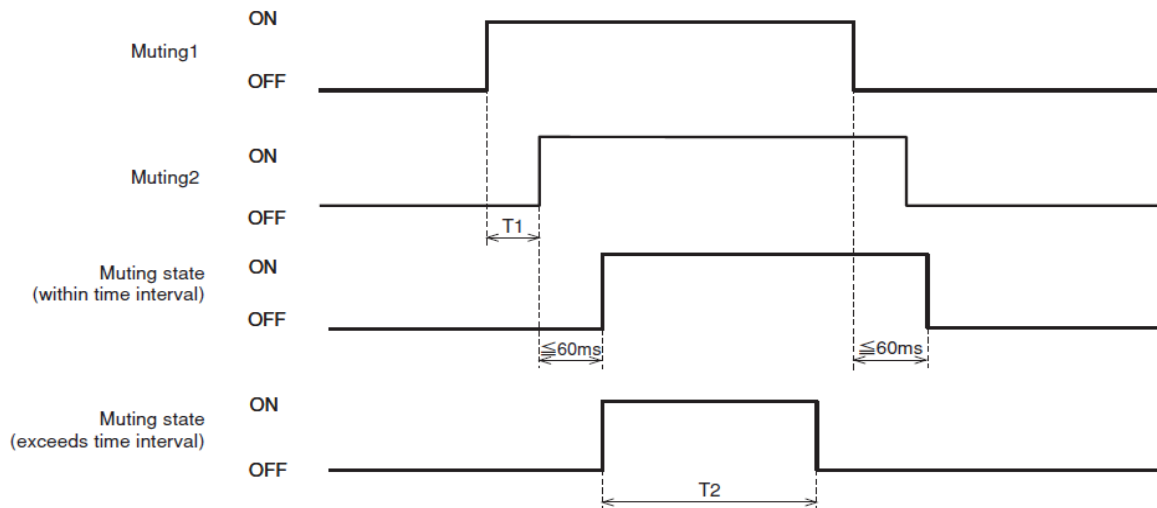 ON
Muting1
OFF
ON
Muting2
OFF
T1
Muting state
(within time interval)
ON
OFF
≦60ms
≦60ms
Muting state
(exceeds time interval)
ON
OFF
T2